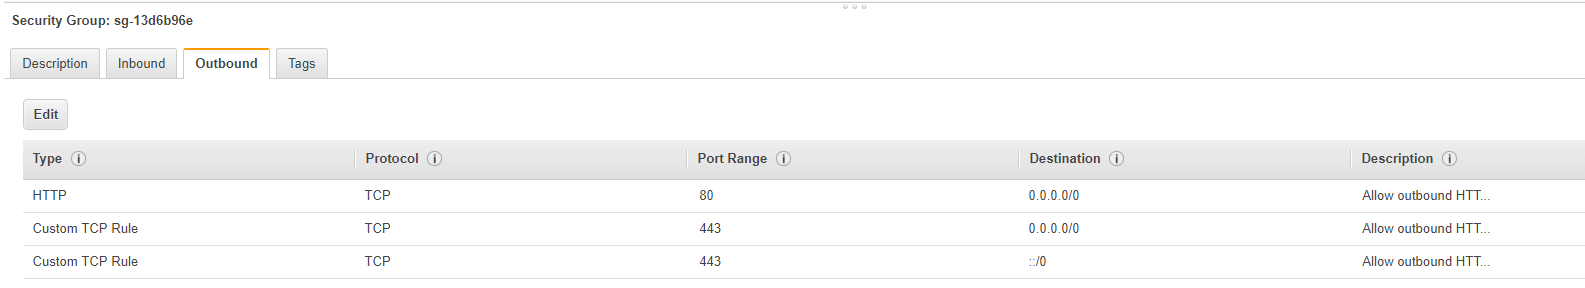 Security Group: sg-13d6b96e
Description Inbound Outbound Tags
Edit
Type Protocol Port Range Destination Description
HTTP TCP 80 0.0.0.0/0 Allow outbound HTT...
Custom TCP Rule TCP 443 0.0.0.0/0 Allow outbound HTT...
Custom TCP Rule TCP 443 ::/0 Allow outbound HTT...